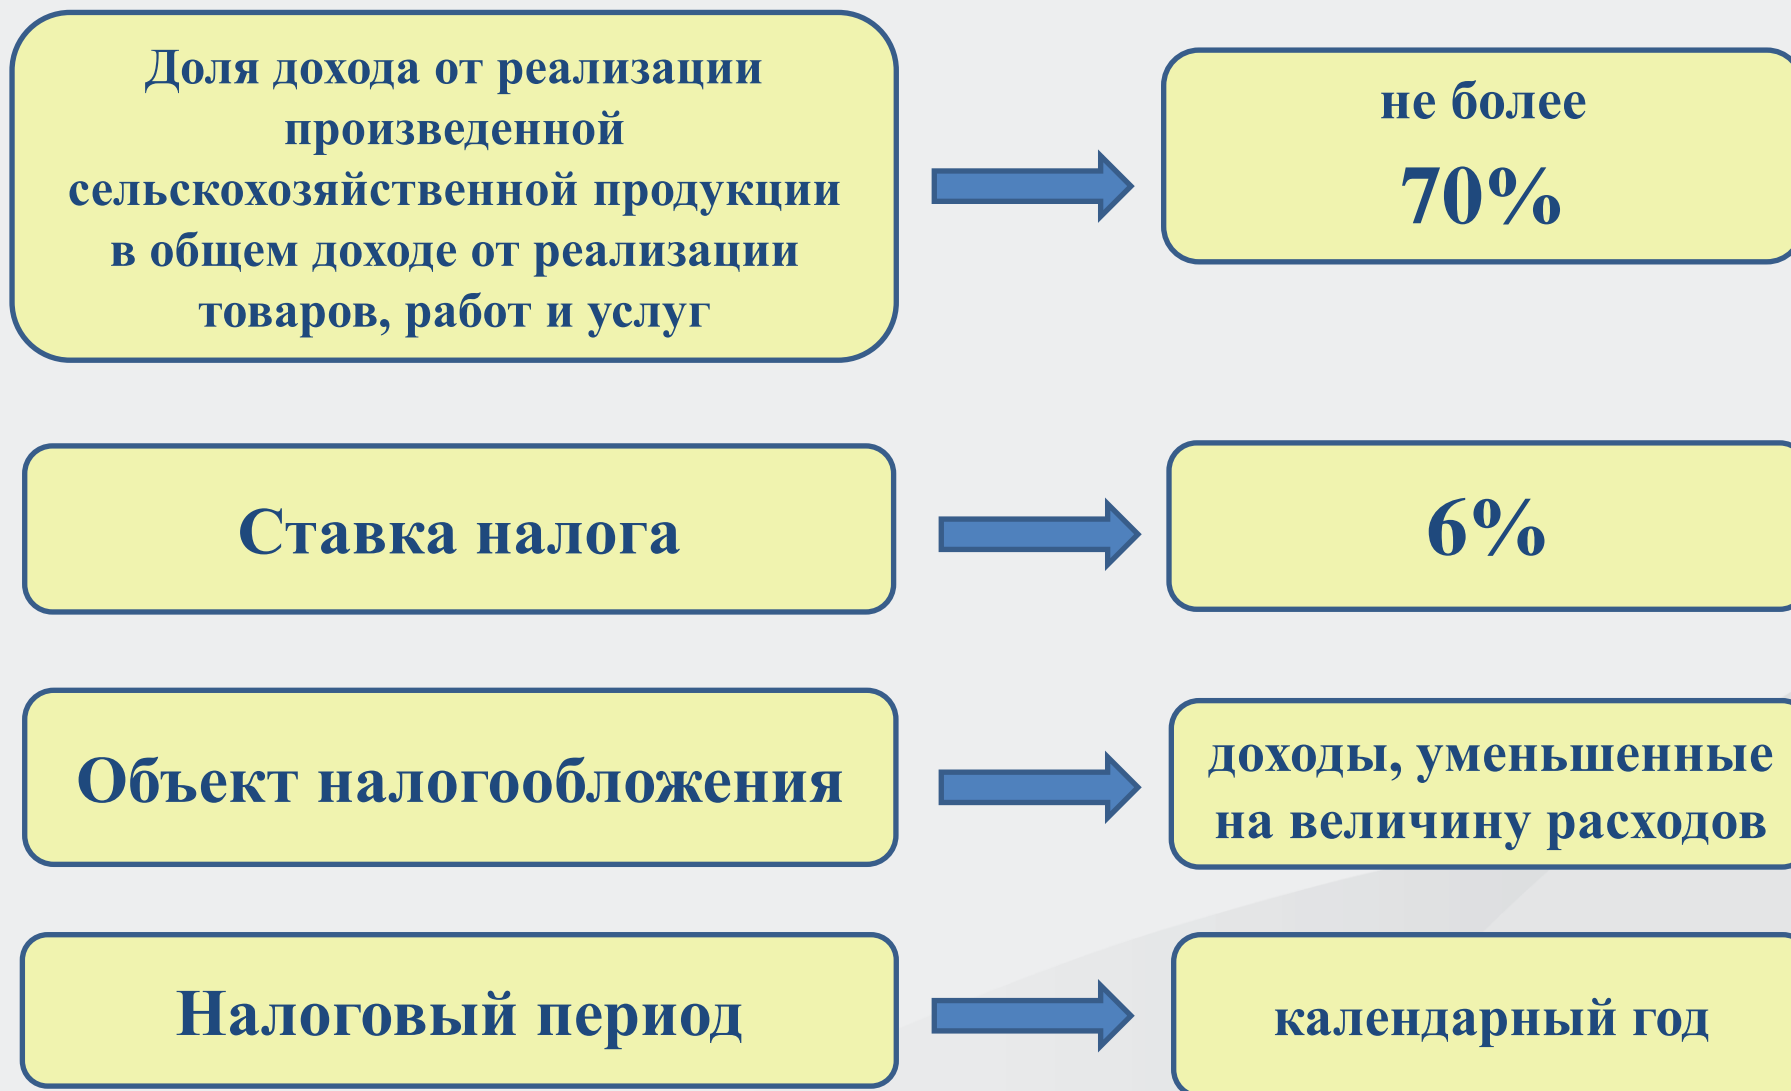 Доля дохода от реализации
произведенной
сельскохозяйственной продукции
в общем доходе от реализации
товаров, работ и услуг
не более
70%
Ставка налога
6%
Объект налогообложения
доходы, уменьшенные
на величину расходов
Налоговый период
календарный год